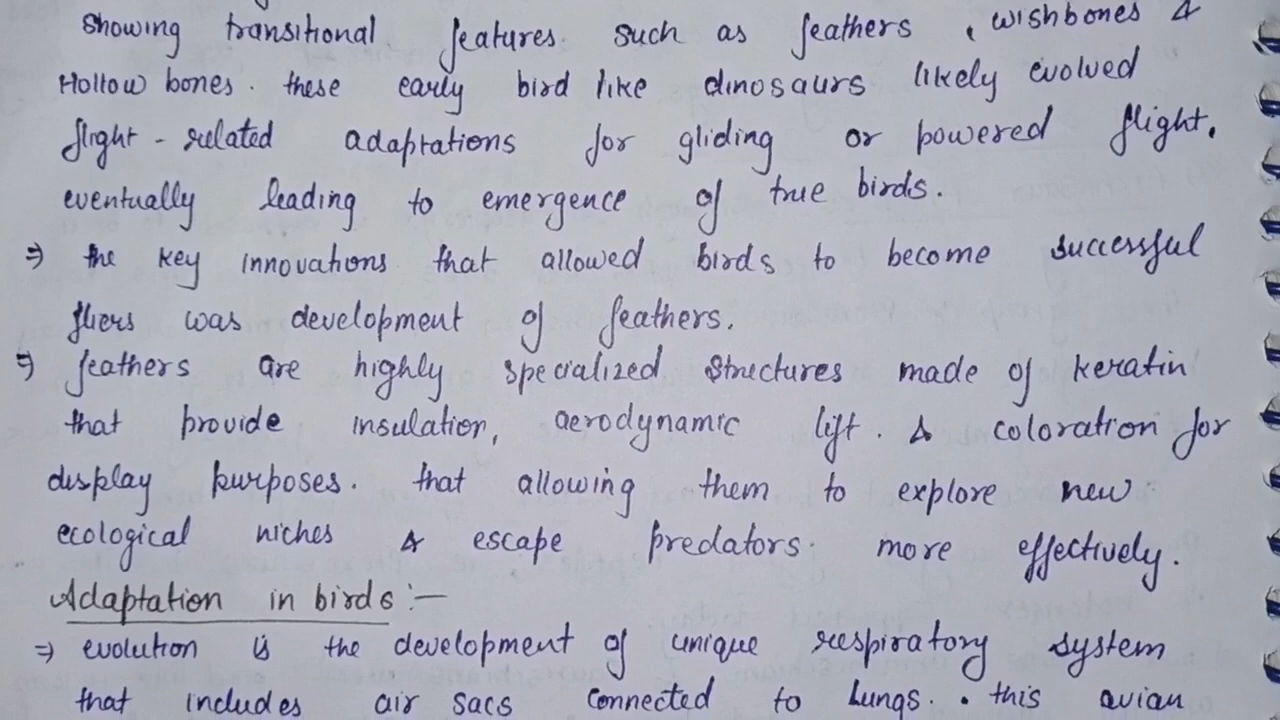 showing transitional features. such as feathers, wishbones &
Hollow bones. these early bird like dinosaurs likely evolved
flight-related adaptations for gliding or powered flight.
eventually leading to emergence of true birds.
⇒ the key innovations that allowed birds to become successful
fliers was development of feathers.
⇒ feathers are highly specialized structures made of keratin
that provide insulation, aerodynamic lift. & coloration for
display purposes. that allowing them to explore new
ecological niches & escape predators. more effectively.
Adaptation in birds :-
⇒ evolution is the development of unique respiratory system
that includes air sacs connected to lungs. . this avian